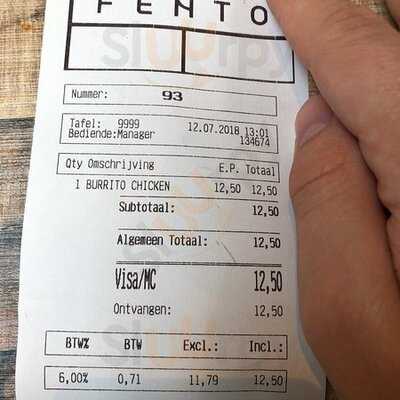 FENTO
Nummer: 93
Tafel: 9999 12.07.2018 13:01
Bediende:Manager 134674
Qty Omschrijving E.P. Totaal
1 BURRITO CHICKEN 12,50 12,50
Subtotaal: 12,50
Algemeen Totaal: 12,50
Visa/MC 12,50
Ontvangen: 12,50
BTW% BTW Excl.: Incl.:
6,00% 0,71 11,79 12,50